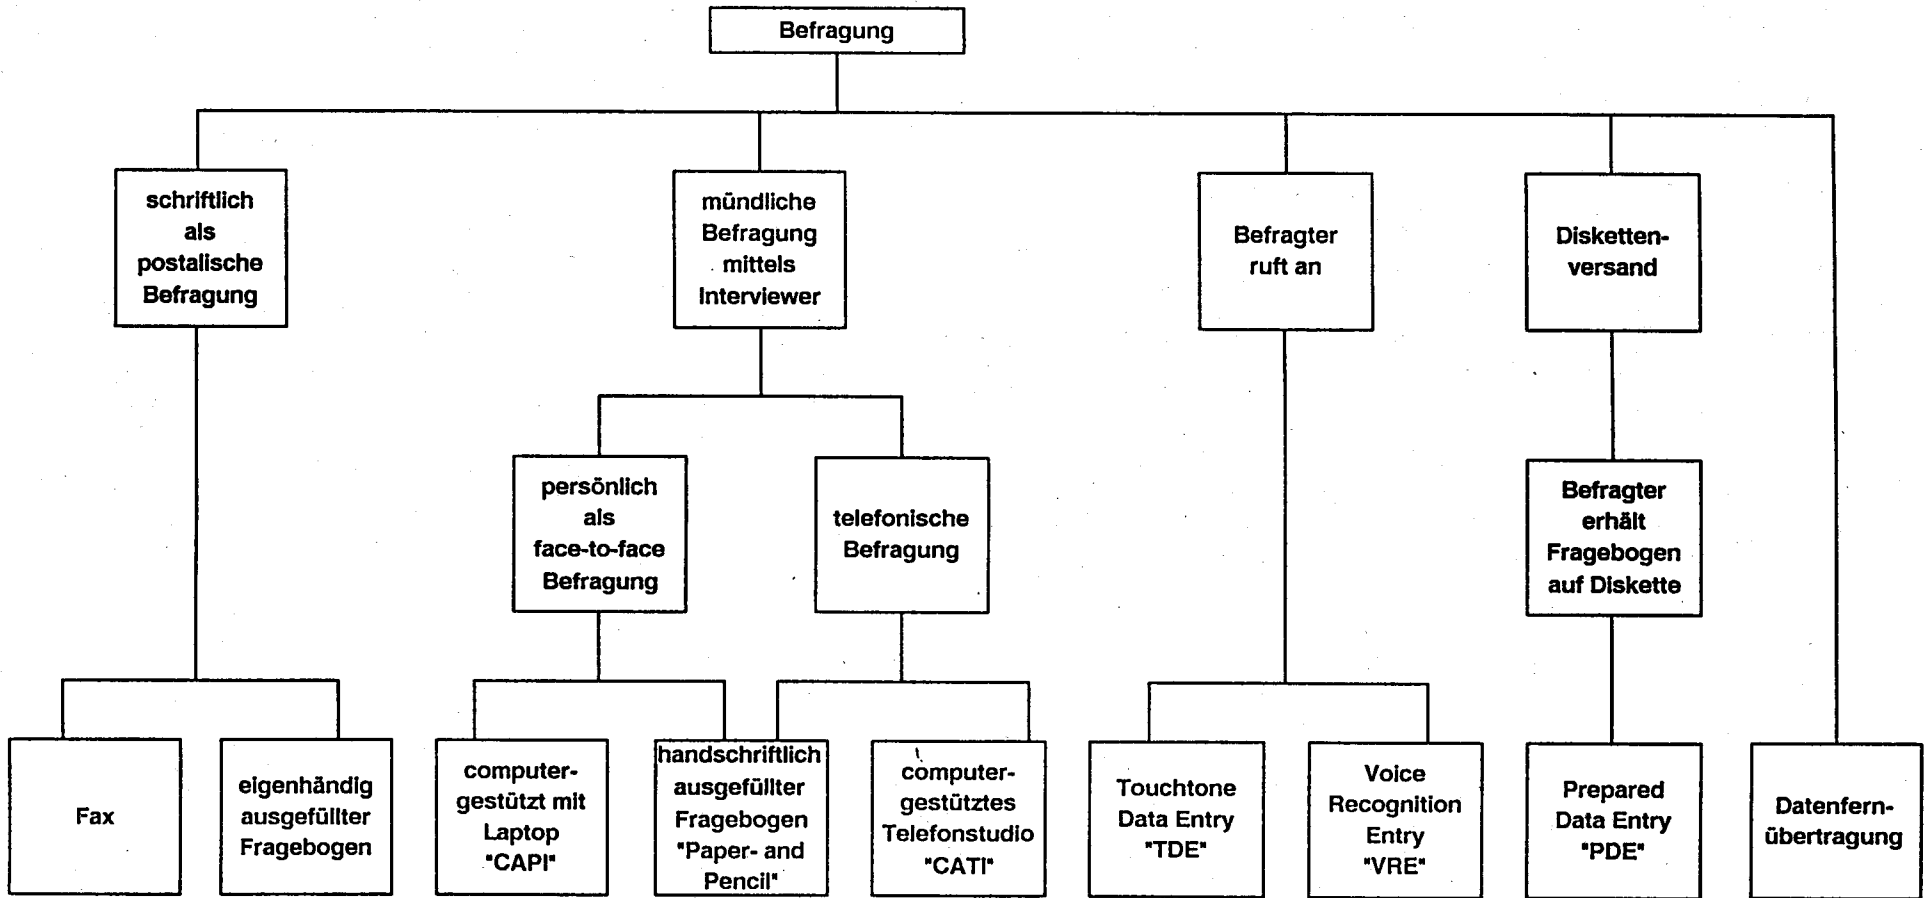 Befragung
schriftlich
als
postalische
Befragung
mündliche
Befragung
mittels
Interviewer
Befragter
ruft an
Disketten-
versand
persönlich
als
face-to-face
Befragung
telefonische
Befragung
Befragter
erhält
Fragebogen
auf Diskette
Fax
eigenhändig
ausgefüllter
Fragebogen
computer-
gestützt mit
Laptop
"CAPI"
handschriftlich
ausgefüllter
Fragebogen
"Paper- and
Pencil"
computer-
gestütztes
Telefonstudio
"CATI"
Touchtone
Data Entry
"TDE"
Voice
Recognition
Entry
"VRE"
Prepared
Data Entry
"PDE"
Datenfern-
übertragung